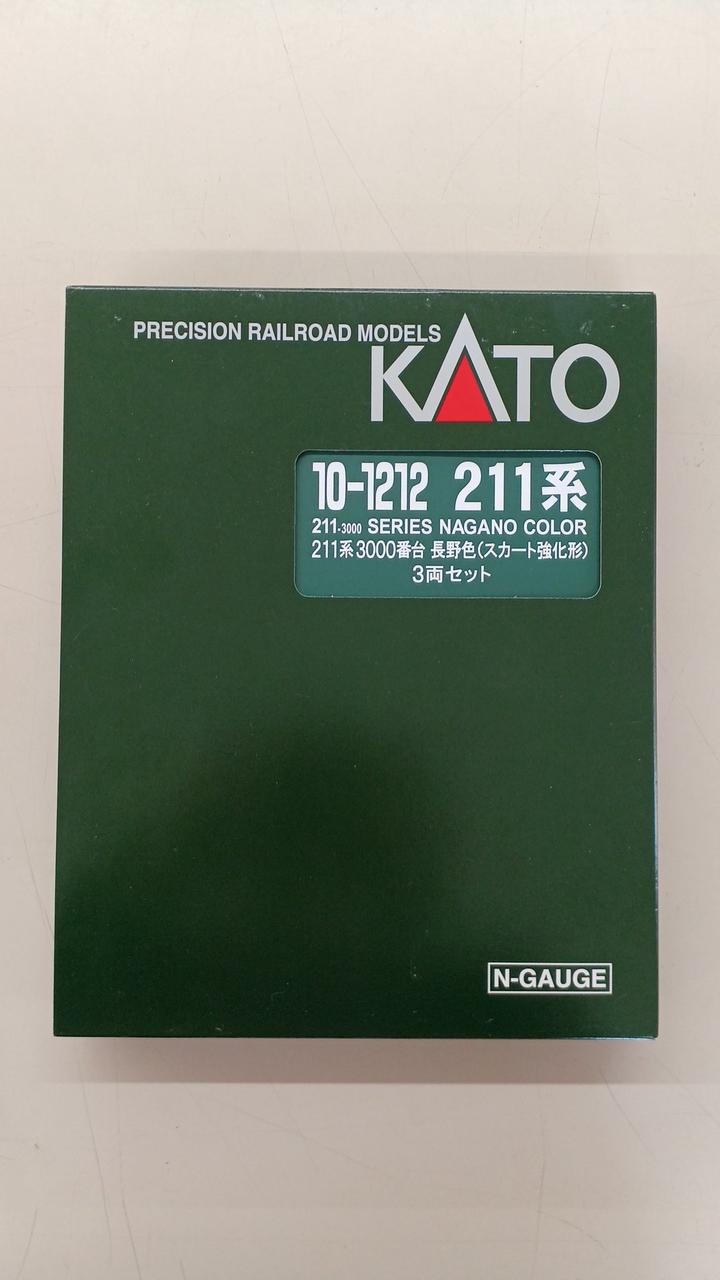 PRECISION RAILROAD MODELS
KATO
10-1212 211系
211-3000 SERIES NAGANO COLOR
211系3000番台 長野色(スカート強化形)
3両セット
N-GAUGE